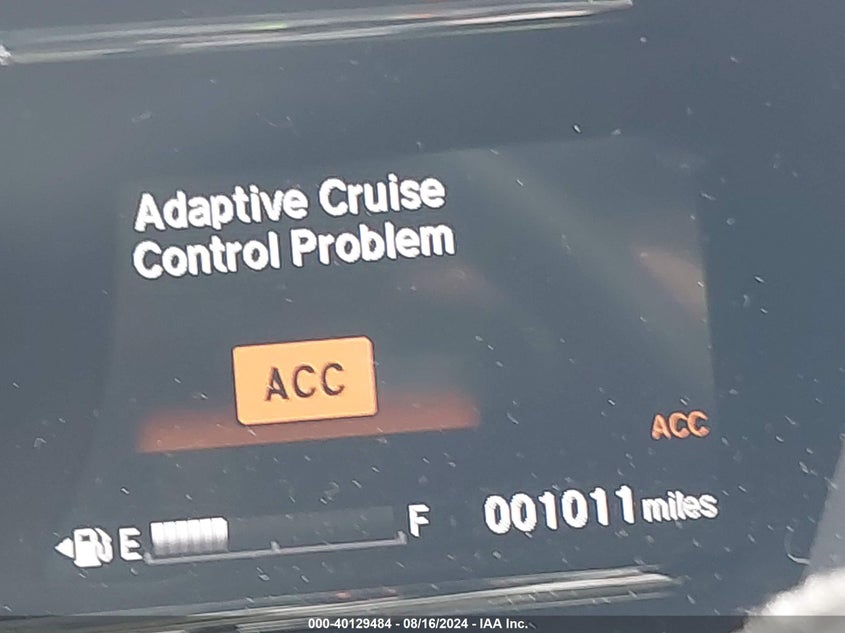 Adaptive Cruise
Control Problem
ACC
ACC
E F 001011 miles
000-40129484 - 08/16/2024 - IAA Inc.